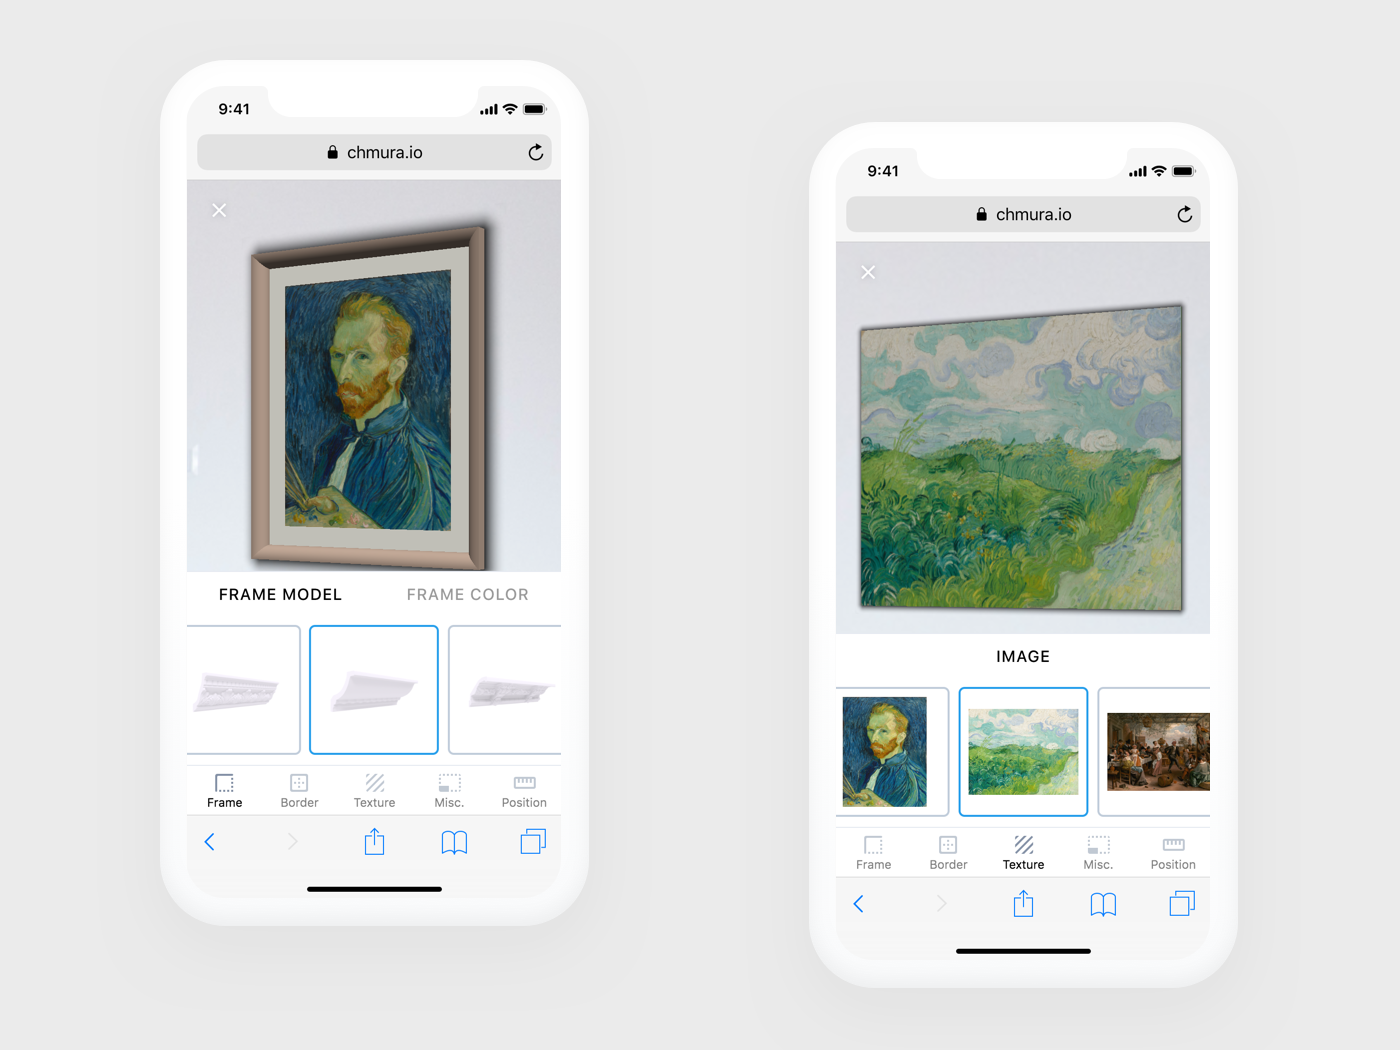 9:41
chmura.io
FRAME MODEL FRAME COLOR
Frame Border Texture Misc. Position
9:41
chmura.io
IMAGE
Frame Border Texture Misc. Position